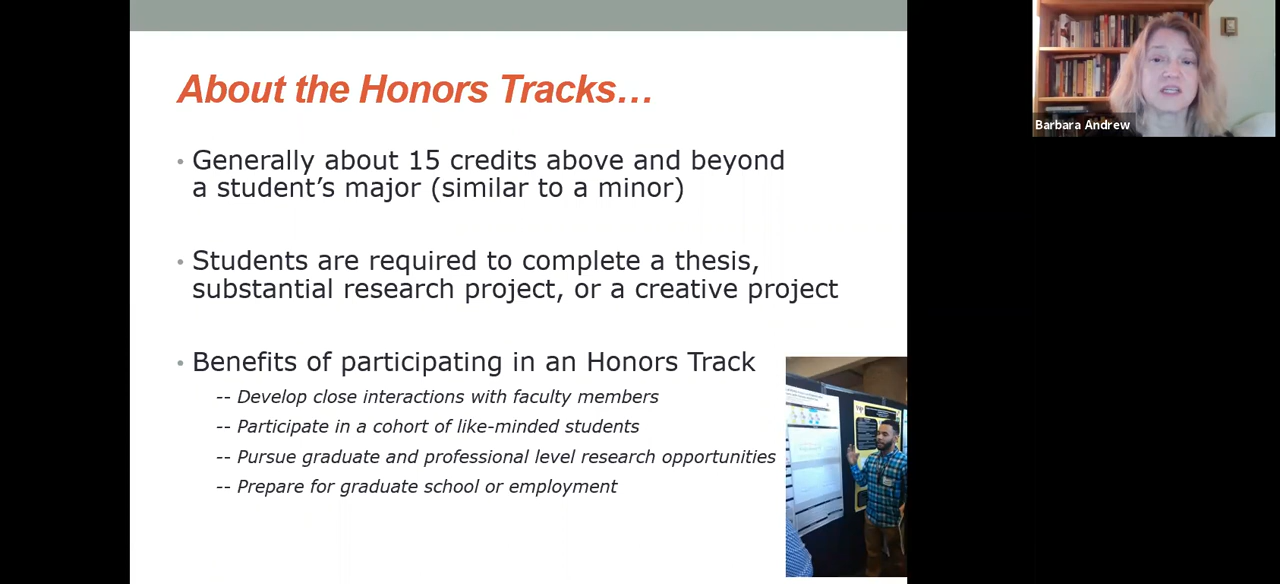 About the Honors Tracks…
• Generally about 15 credits above and beyond
a student’s major (similar to a minor)
• Students are required to complete a thesis,
substantial research project, or a creative project
• Benefits of participating in an Honors Track
-- Develop close interactions with faculty members
-- Participate in a cohort of like-minded students
-- Pursue graduate and professional level research opportunities
-- Prepare for graduate school or employment
Barbara Andrew